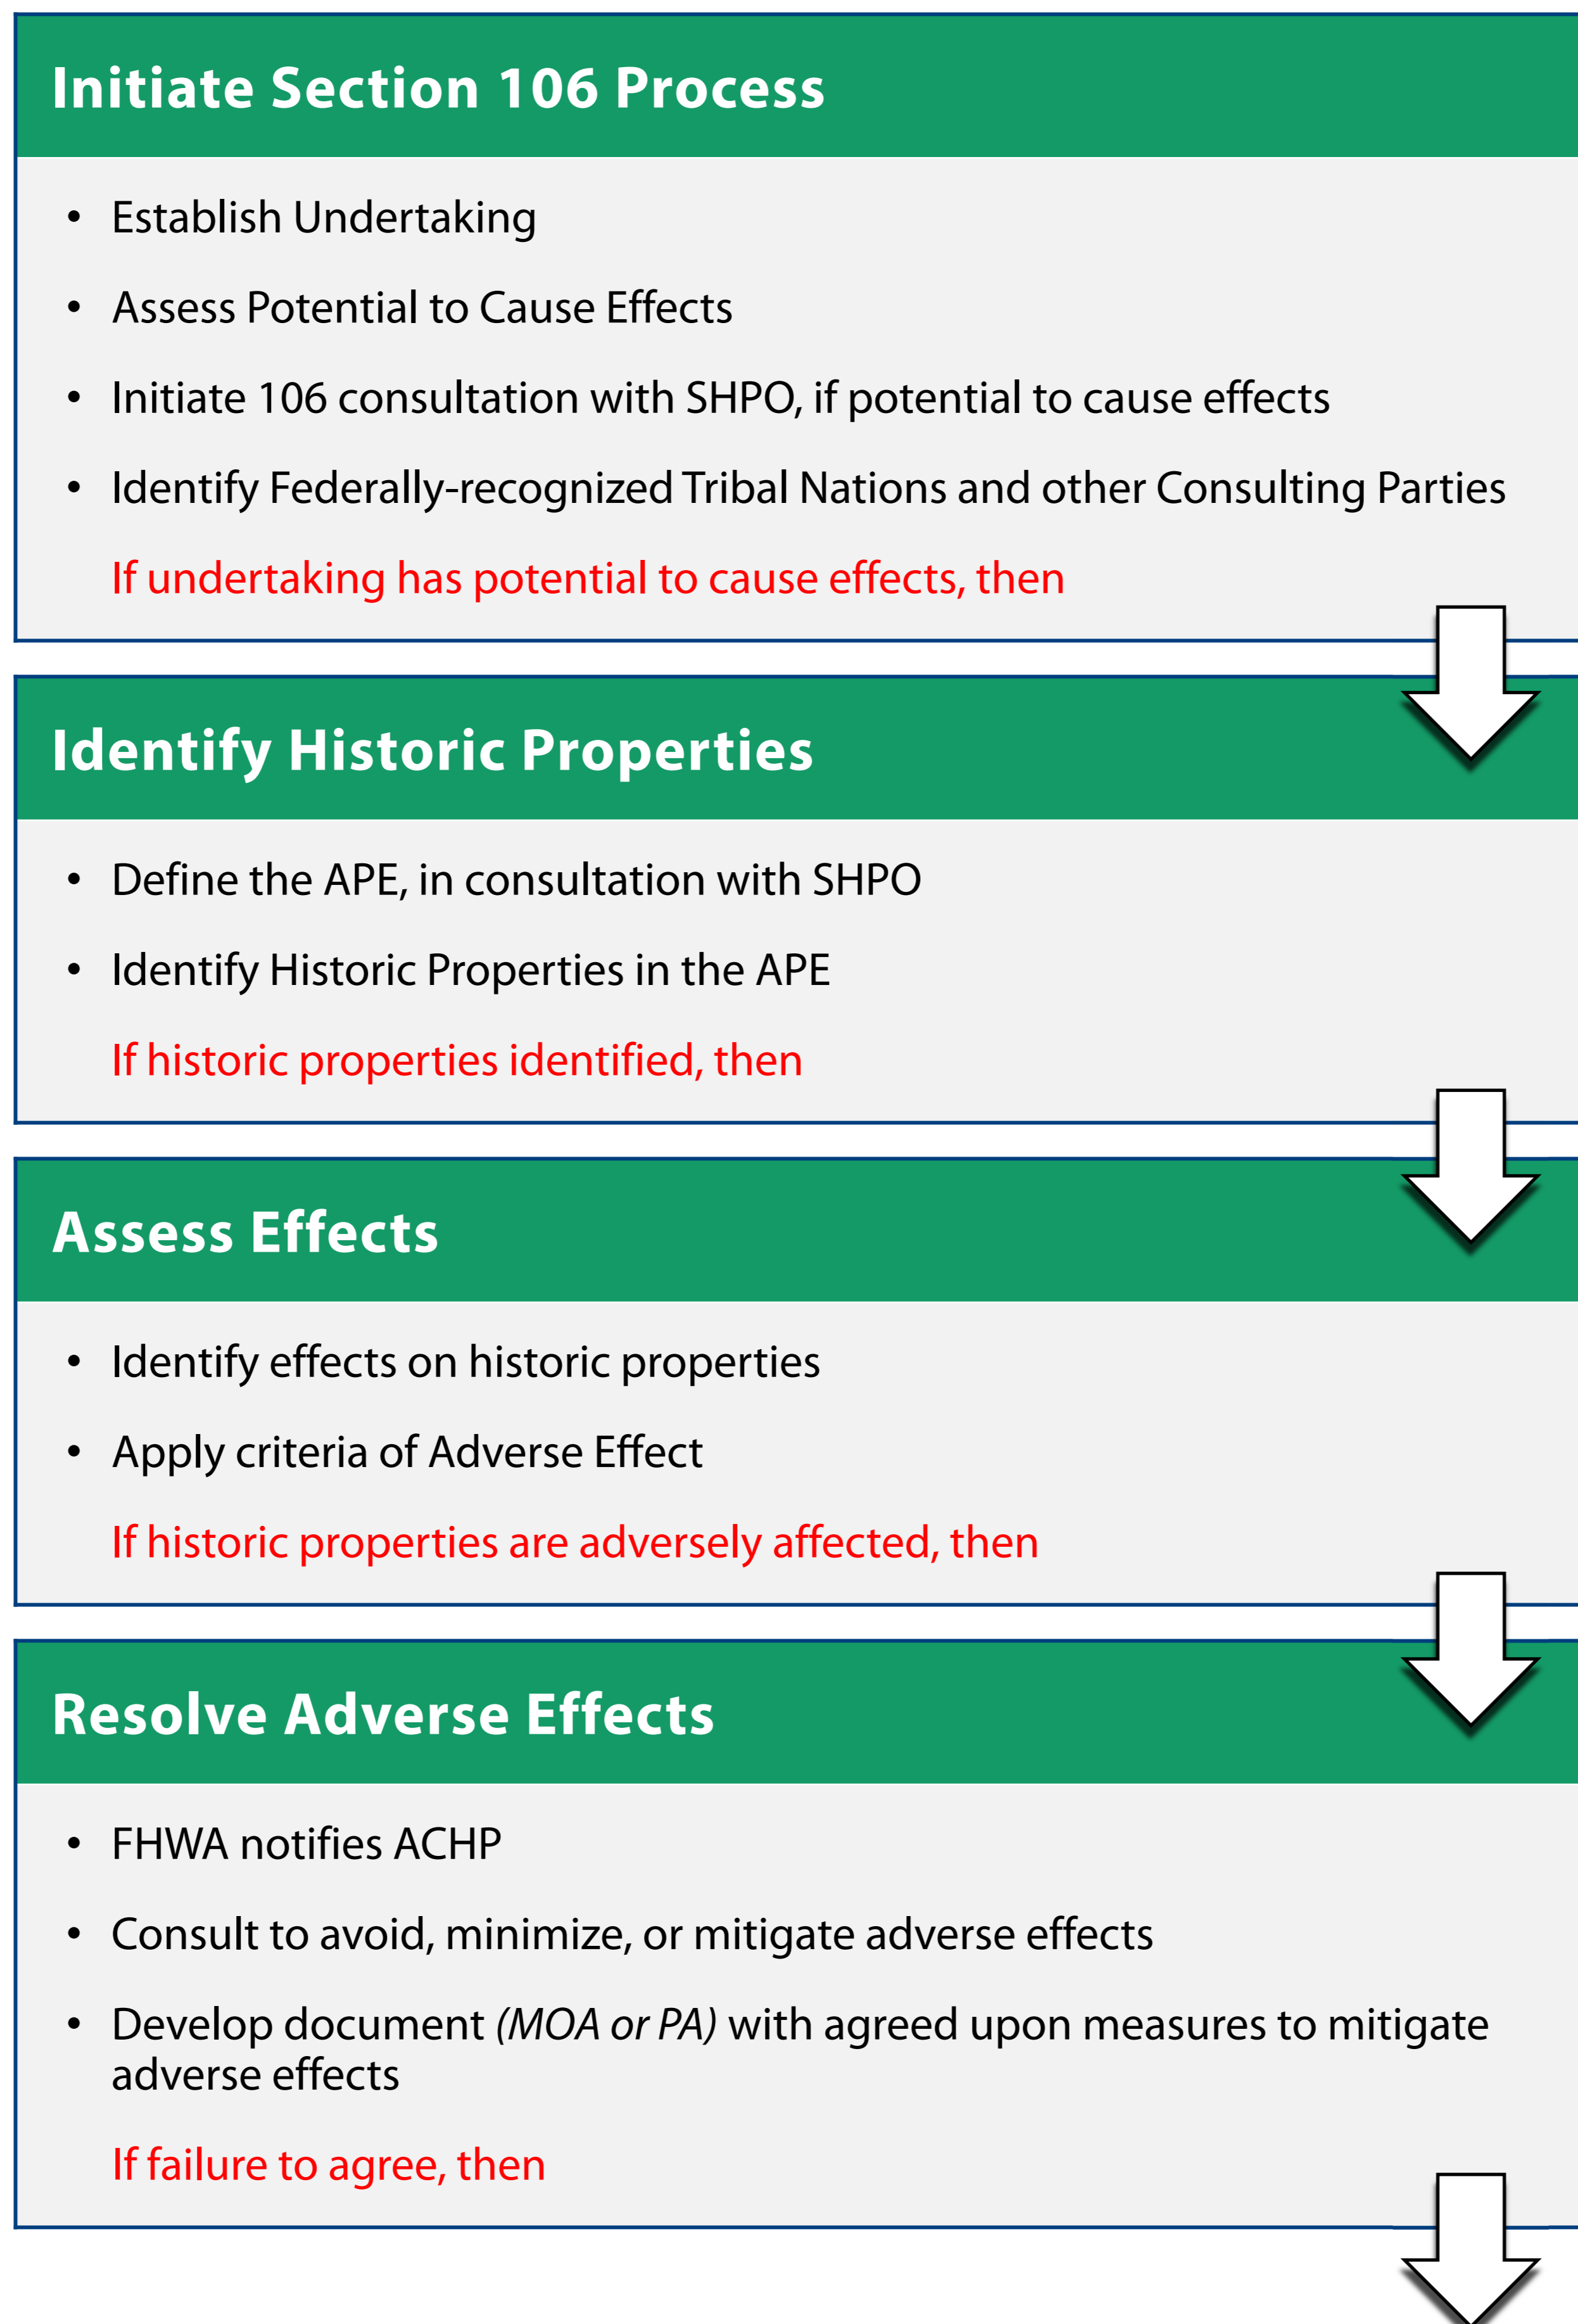 Initiate Section 106 Process
• Establish Undertaking
• Assess Potential to Cause Effects
• Initiate 106 consultation with SHPO, if potential to cause effects
• Identify Federally-recognized Tribal Nations and other Consulting Parties
If undertaking has potential to cause effects, then
Identify Historic Properties
• Define the APE, in consultation with SHPO
• Identify Historic Properties in the APE
If historic properties identified, then
Assess Effects
• Identify effects on historic properties
• Apply criteria of Adverse Effect
If historic properties are adversely affected, then
Resolve Adverse Effects
• FHWA notifies ACHP
• Consult to avoid, minimize, or mitigate adverse effects
• Develop document (MOA or PA) with agreed upon measures to mitigate
adverse effects
If failure to agree, then